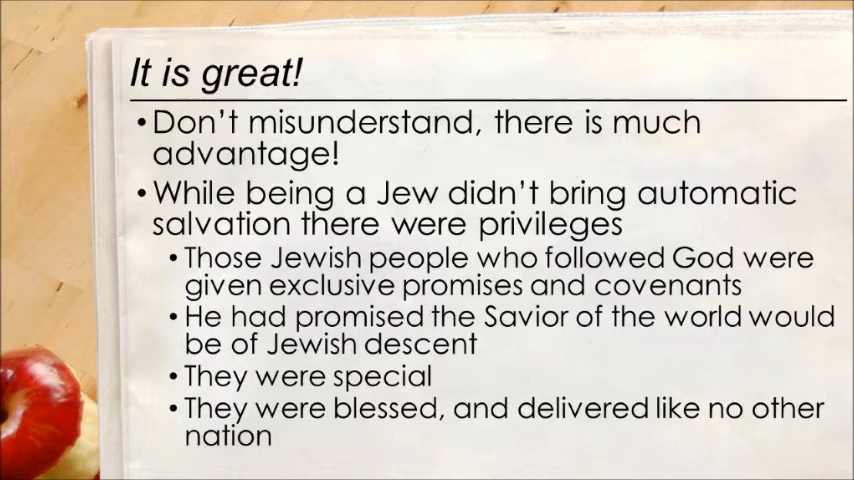 It is great!
• Don't misunderstand, there is much
advantage!
• While being a Jew didn't bring automatic
salvation there were privileges
• Those Jewish people who followed God were
given exclusive promises and covenants
• He had promised the Savior of the world would
be of Jewish descent
• They were special
• They were blessed, and delivered like no other
nation